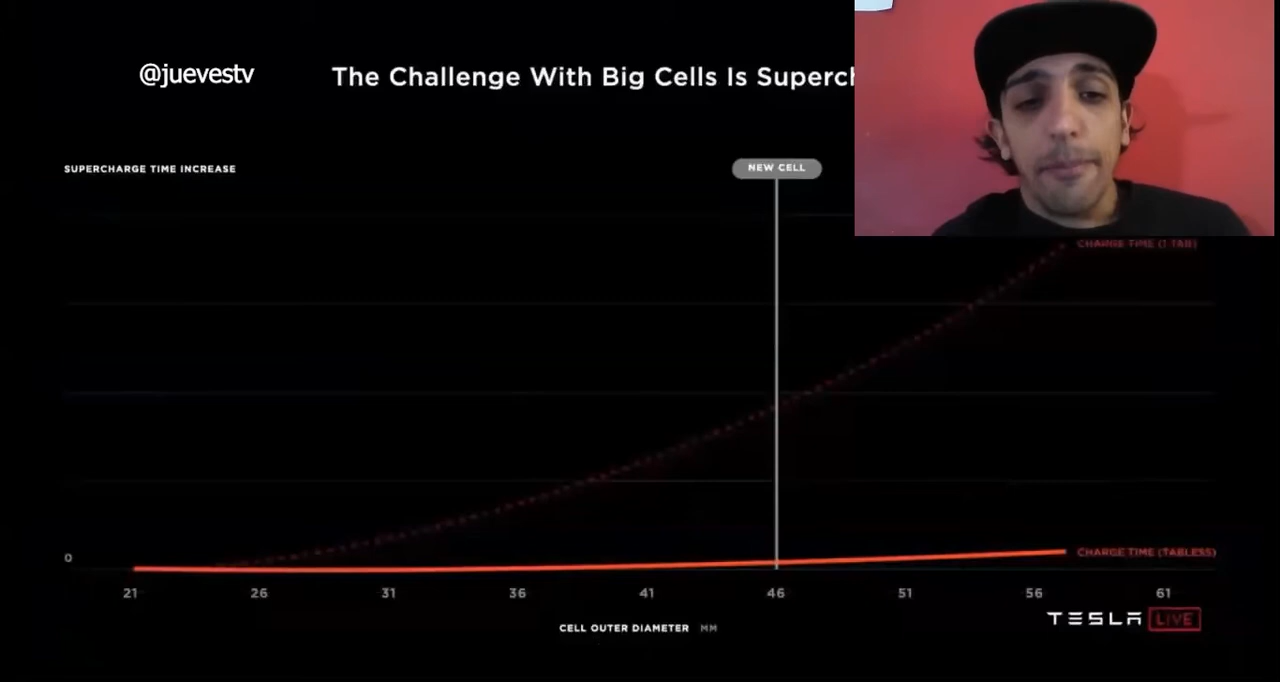 @juevestv
The Challenge With Big Cells Is
SUPERCHARGE TIME INCREASE
NEW CELL
CHARGE TIME (1 TAB)
0
CHARGE TIME (TABLESS)
21 26 31 36 41 46 51 56 61
CELL OUTER DIAMETER MM
TESLA LIVE